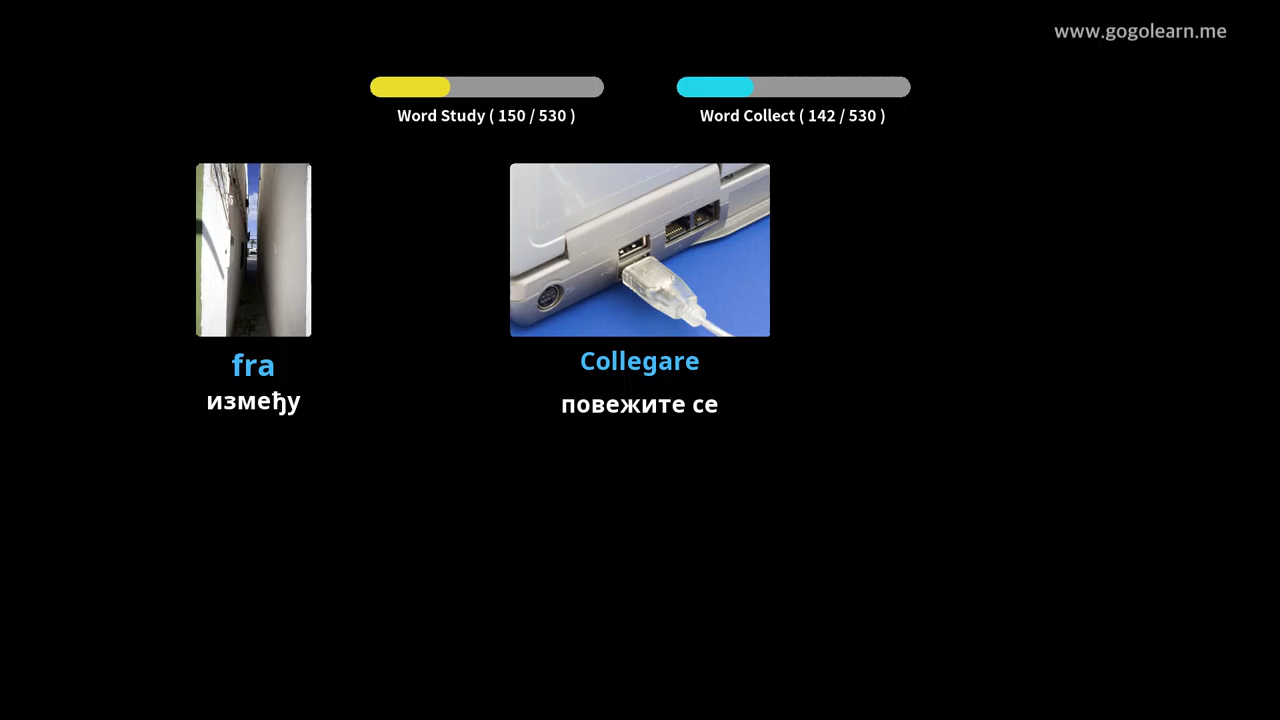 www.gogolearn.me
Word Study ( 150 / 530 )
Word Collect ( 142 / 530 )
fra
између
Collegare
повежите се